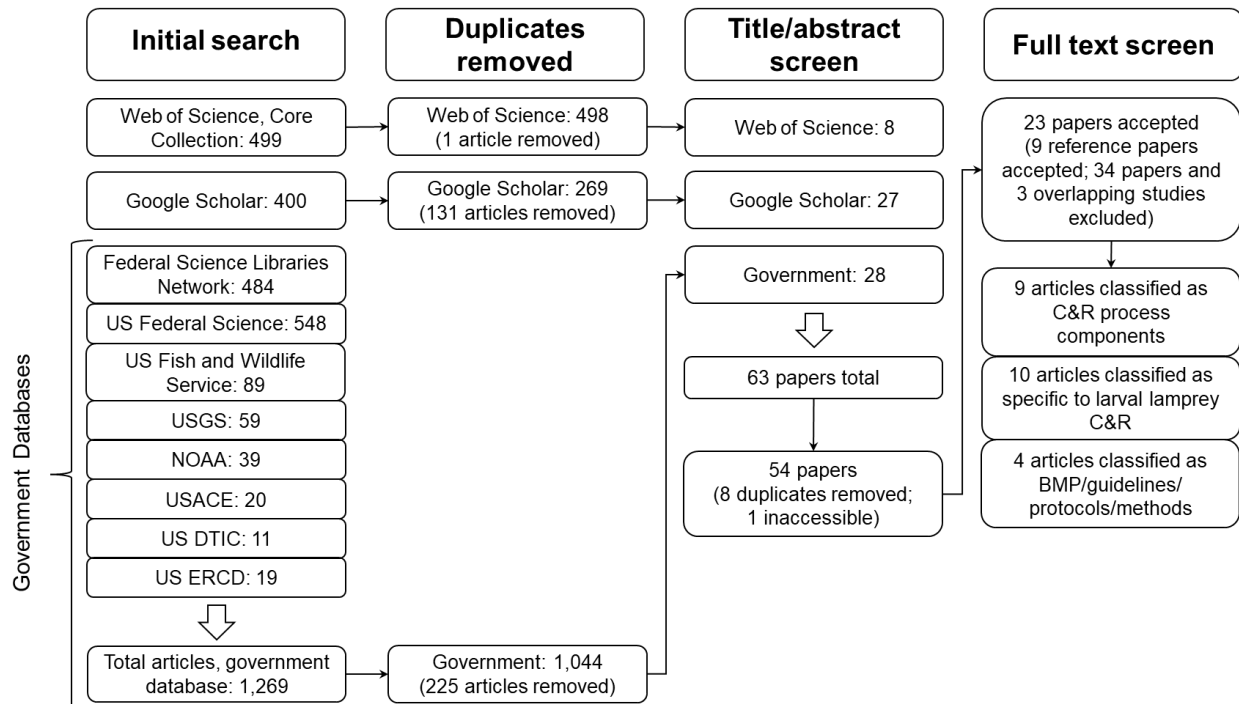 Initial search
Duplicates
removed
Title/abstract
screen
Full text screen
Web of Science, Core
Collection: 499
Web of Science: 498
(1 article removed)
Web of Science: 8
Google Scholar: 400
Google Scholar: 269
(131 articles removed)
Google Scholar: 27
Government Databases
Federal Science Libraries
Network: 484
US Federal Science: 548
US Fish and Wildlife
Service: 89
USGS: 59
NOAA: 39
USACE: 20
US DTIC: 11
US ERCD: 19
Total articles, government
database: 1,269
Government: 1,044
(225 articles removed)
Government: 28
63 papers total
54 papers
(8 duplicates removed;
1 inaccessible)
23 papers accepted
(9 reference papers
accepted; 34 papers and
3 overlapping studies
excluded)
9 articles classified as
C&R process
components
10 articles classified as
specific to larval lamprey
C&R
4 articles classified as
BMP/guidelines/
protocols/methods